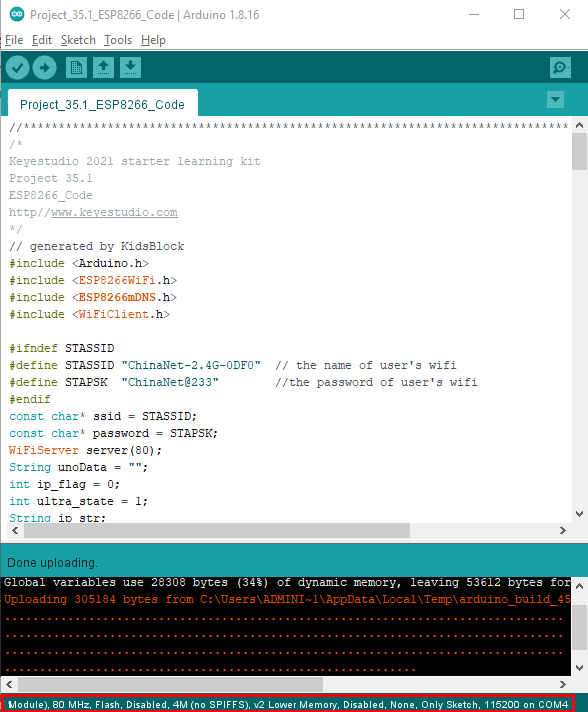 Project_35.1_ESP8266_Code | Arduino 1.8.16
File Edit Sketch Tools Help
Project_35.1_ESP8266_Code
//******************************************************************************
/*
Keyestudio 2021 starter learning kit
Project 35.1
ESP8266_Code
http//www.keyestudio.com
*/
// generated by KidsBlock
#include <Arduino.h>
#include <ESP8266WiFi.h>
#include <ESP8266mDNS.h>
#include <WiFiClient.h>
#ifndef STASSID
#define STASSID "ChinaNet-2.4G-0DF0"  // the name of user's wifi
#define STAPSK  "ChinaNet@233"        //the password of user's wifi
#endif
const char* ssid = STASSID;
const char* password = STAPSK;
WiFiServer server(80);
String unoData = "";
int ip_flag = 0;
int ultra_state = 1;
String ip_str;
Done uploading.
Global variables use 28308 bytes (34%) of dynamic memory, leaving 53612 bytes for
Uploading 305184 bytes from C:\Users\ADMINI~1\AppData\Local\Temp\arduino_build_45
................................................................................
................................................................................
................................................................................
...........................................................
Module), 80 MHz, Flash, Disabled, 4M (no SPIFFS), v2 Lower Memory, Disabled, None, Only Sketch, 115200 on COM4